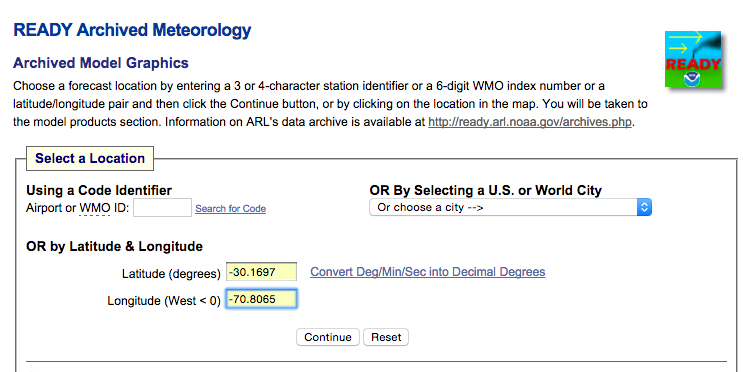 READY Archived Meteorology
Archived Model Graphics
READY
Choose a forecast location by entering a 3 or 4-character station identifier or a 6-digit WMO index number or a
latitude/longitude pair and then click the Continue button, or by clicking on the location in the map. You will be taken to
the model products section. Information on ARL's data archive is available at http://ready.arl.noaa.gov/archives.php.
Select a Location
Using a Code Identifier
Airport or WMO ID: Search for Code
OR By Selecting a U.S. or World City
Or choose a city -->
OR by Latitude & Longitude
Latitude (degrees) -30.1697 Convert Deg/Min/Sec into Decimal Degrees
Longitude (West < 0) -70.8065
Continue Reset